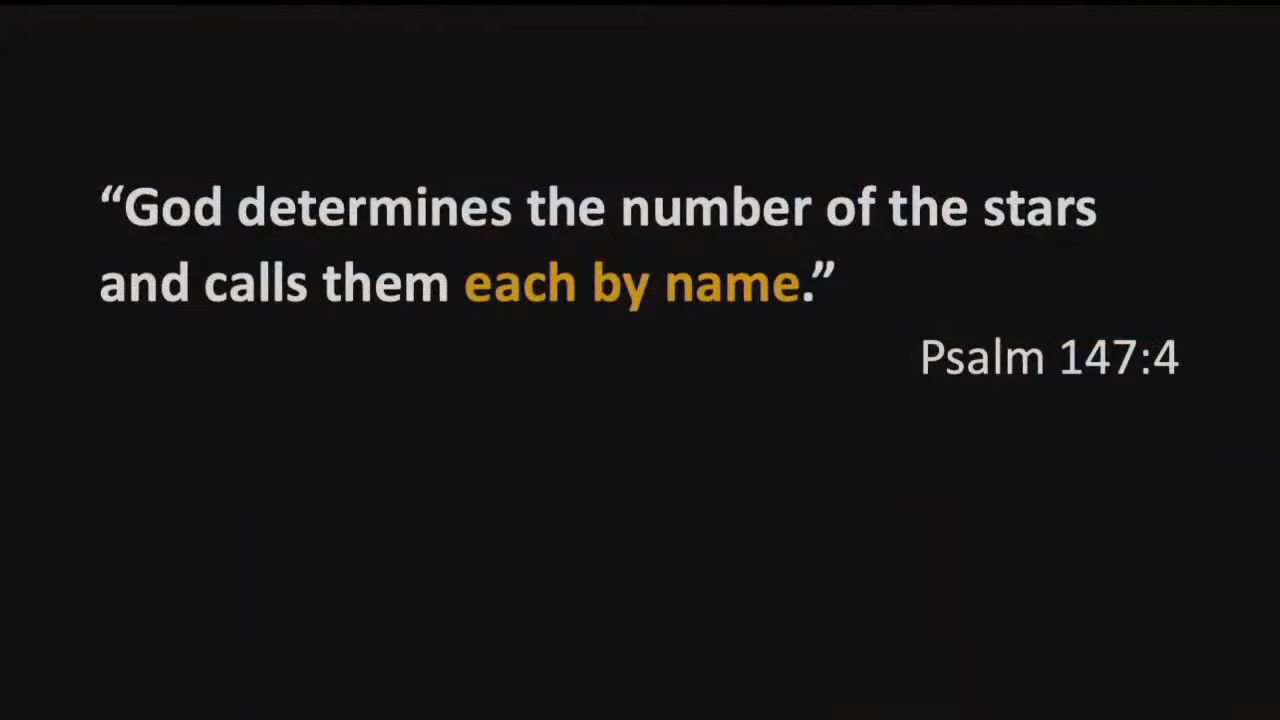 “God determines the number of the stars
and calls them each by name.”
Psalm 147:4